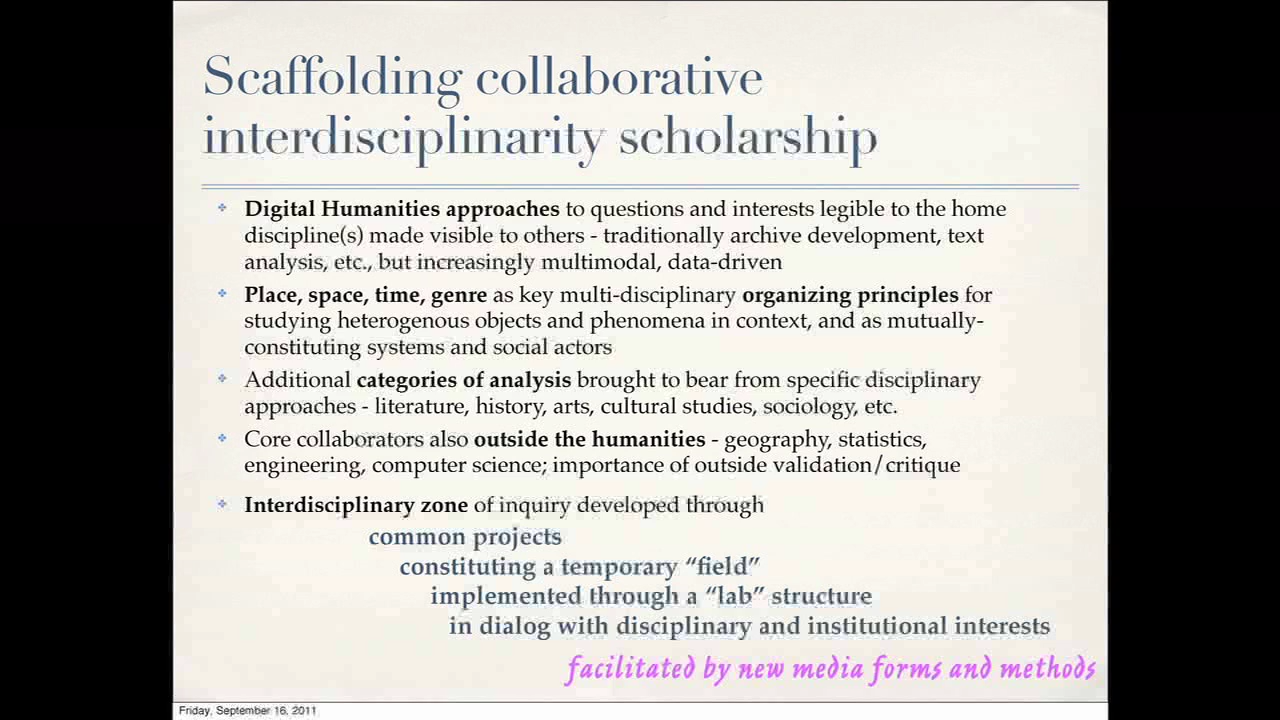 Scaffolding collaborative
interdisciplinarity scholarship
Digital Humanities approaches to questions and interests legible to the home
discipline(s) made visible to others - traditionally archive development, text
analysis, etc., but increasingly multimodal, data-driven
Place, space, time, genre as key multi-disciplinary organizing principles for
studying heterogenous objects and phenomena in context, and as mutually-
constituting systems and social actors
Additional categories of analysis brought to bear from specific disciplinary
approaches - literature, history, arts, cultural studies, sociology, etc.
Core collaborators also outside the humanities - geography, statistics,
engineering, computer science; importance of outside validation/critique
Interdisciplinary zone of inquiry developed through
common projects
constituting a temporary “field”
implemented through a “lab” structure
in dialog with disciplinary and institutional interests
facilitated by new media forms and methods
Friday, September 16, 2011